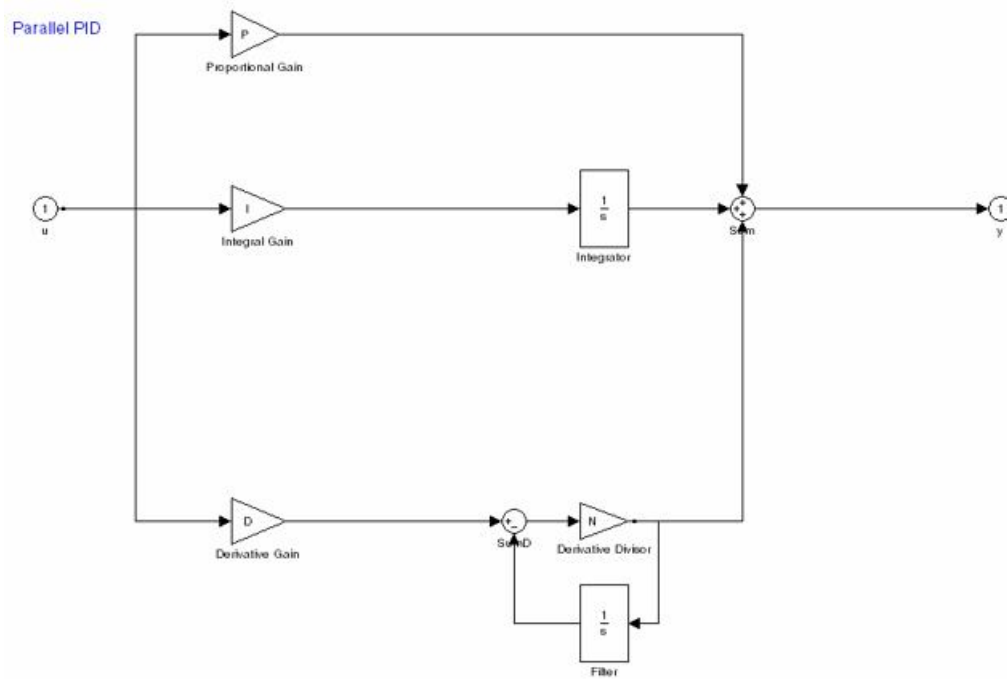 Parallel PID
P
Proportional Gain
1
u
I
Integral Gain
1
s
Integrator
+
+
+
Sum
1
y
D
Derivative Gain
+
-
SumD
N
Derivative Divisor
1
s
Filter